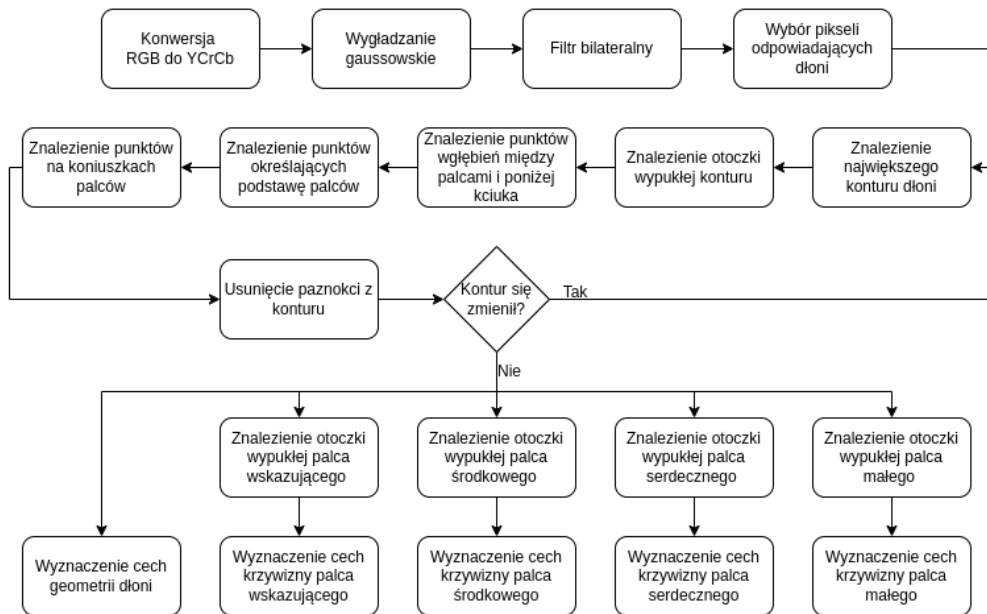 Konwersja
RGB do YCrCb
Wygładzanie
gaussowskie
Filtr bilateralny
Wybór pikseli
odpowiadających
dłoni
Znalezienie punktów
na koniuszkach
palców
Znalezienie punktów
określających
podstawę palców
Znalezienie punktów
wgłębień między
palcami i poniżej
kciuka
Znalezienie otoczki
wypukłej konturu
Znalezienie
największego
konturu dłoni
Usunięcie paznokci z
konturu
Kontur się
zmienił?
Tak
Nie
Znalezienie otoczki
wypukłej palca
wskazującego
Znalezienie otoczki
wypukłej palca
środkowego
Znalezienie otoczki
wypukłej palca
serdecznego
Znalezienie otoczki
wypukłej palca
małego
Wyznaczenie cech
geometrii dłoni
Wyznaczenie cech
krzywizny palca
wskazującego
Wyznaczenie cech
krzywizny palca
środkowego
Wyznaczenie cech
krzywizny palca
serdecznego
Wyznaczenie cech
krzywizny palca
małego